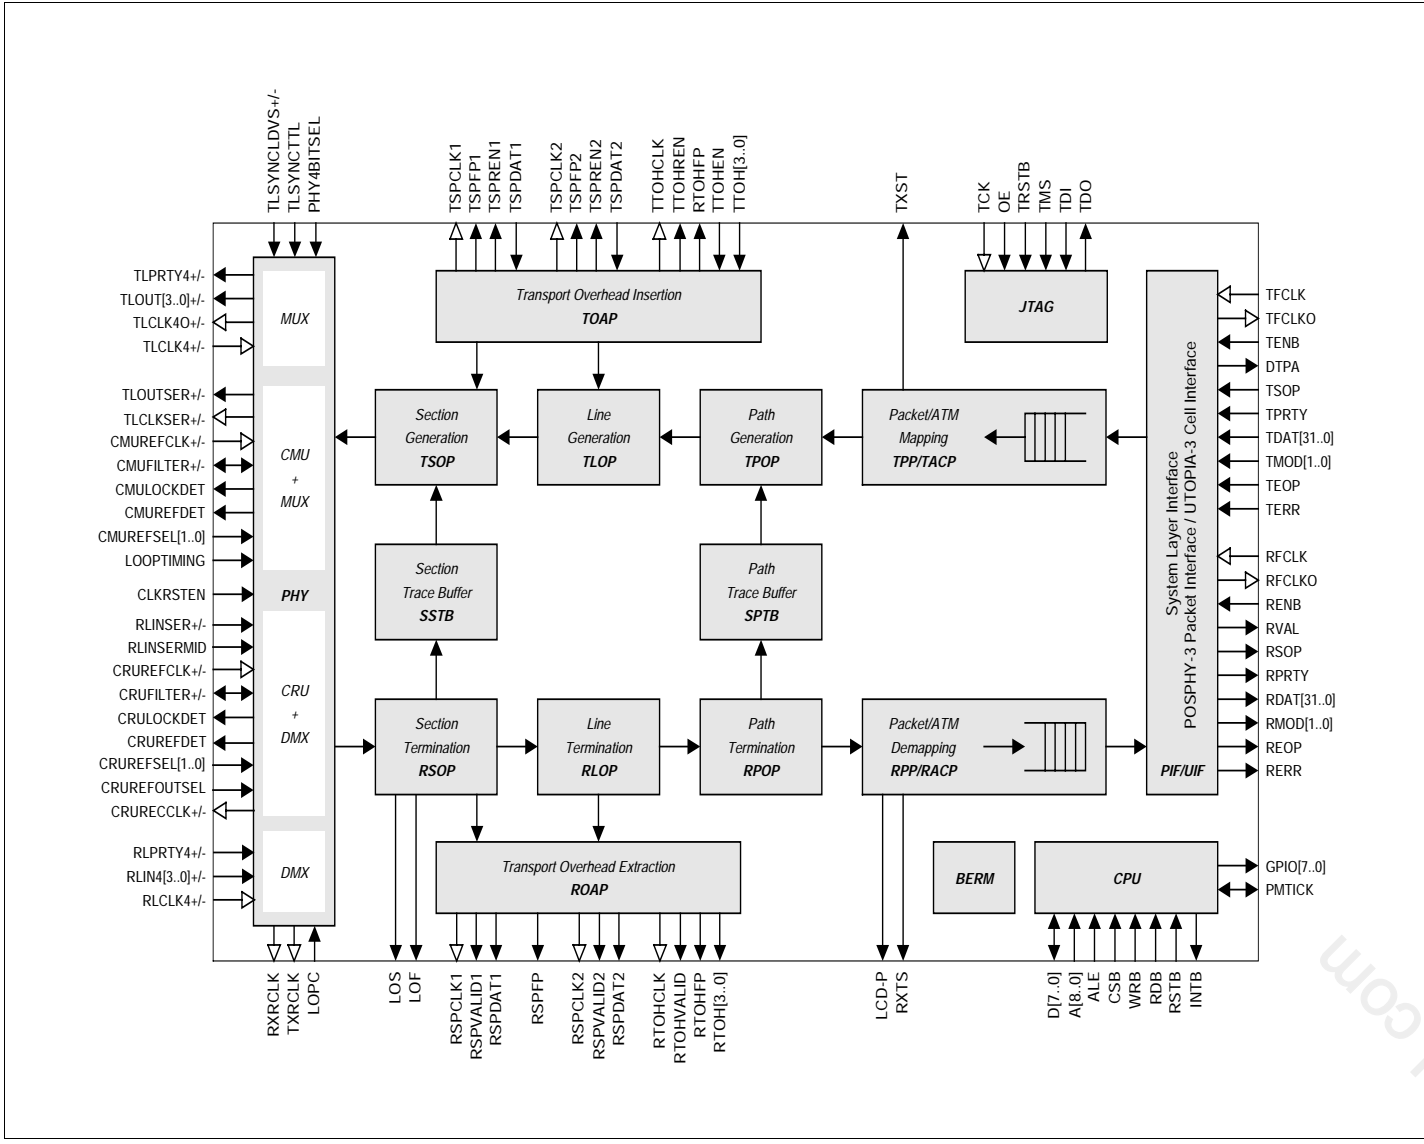 TLSYNCLDVS+/-
TLSYNCTTL
PHY4BITSEL
TSPCLK1
TSPFP1
TSPREN1
TSPDAT1
TSPCLK2
TSPFP2
TSPREN2
TSPDAT2
TTOHCLK
TTOHREN
RTOHFP
TTOHEN
TTOH[3..0]
TXST
TCK
OE
TRSTB
TMS
TDI
TDO
TLPRTY4+/-
TLOUT[3..0]+/-
TLCLK4O+/-
TLCLK4+/-
TLOUTSER+/-
TLCLKSER+/-
CMUREFCLK+/-
CMUFILTER+/-
CMULOCKDET
CMUREFDET
CMUREFSEL[1..0]
LOOPTIMING
CLKRSTEN
RLINSER+/-
RLINSERMID
CRUREFCLK+/-
CRUFILTER+/-
CRULOCKDET
CRUREFDET
CRUREFSEL[1..0]
CRUREFOUTSEL
CRURECCLK+/-
RLPRTY4+/-
RLIN4[3..0]+/-
RLCLK4+/-
MUX
CMU
+
MUX
PHY
CRU
+
DMX
DMX
Transport Overhead Insertion
TOAP
JTAG
Section
Generation
TSOP
Line
Generation
TLOP
Path
Generation
TPOP
Packet/ATM
Mapping
TPP/TACP
Section
Trace Buffer
SSTB
Path
Trace Buffer
SPTB
Section
Termination
RSOP
Line
Termination
RLOP
Path
Termination
RPOP
Packet/ATM
Demapping
RPP/RACP
Transport Overhead Extraction
ROAP
BERM
CPU
System Layer Interface
POSPHY-3 Packet Interface / UTOPIA-3 Cell Interface
PIF/UIF
TFCLK
TFCLKO
TENB
DTPA
TSOP
TPRTY
TDAT[31..0]
TMOD[1..0]
TEOP
TERR
RFCLK
RFCLKO
RENB
RVAL
RSOP
RPRTY
RDAT[31..0]
RMOD[1..0]
REOP
RERR
GPIO[7..0]
PMTICK
RXRCLK
TXRCLK
LOPC
LOS
LOF
RSPCLK1
RSPVALID1
RSPDAT1
RSPFP
RSPCLK2
RSPVALID2
RSPDAT2
RTOHCLK
RTOHVALID
RTOHFP
RTOH[3..0]
LCD-P
RXTS
D[7..0]
A[8..0]
ALE
CSB
WRB
RDB
RSTB
INTB
com